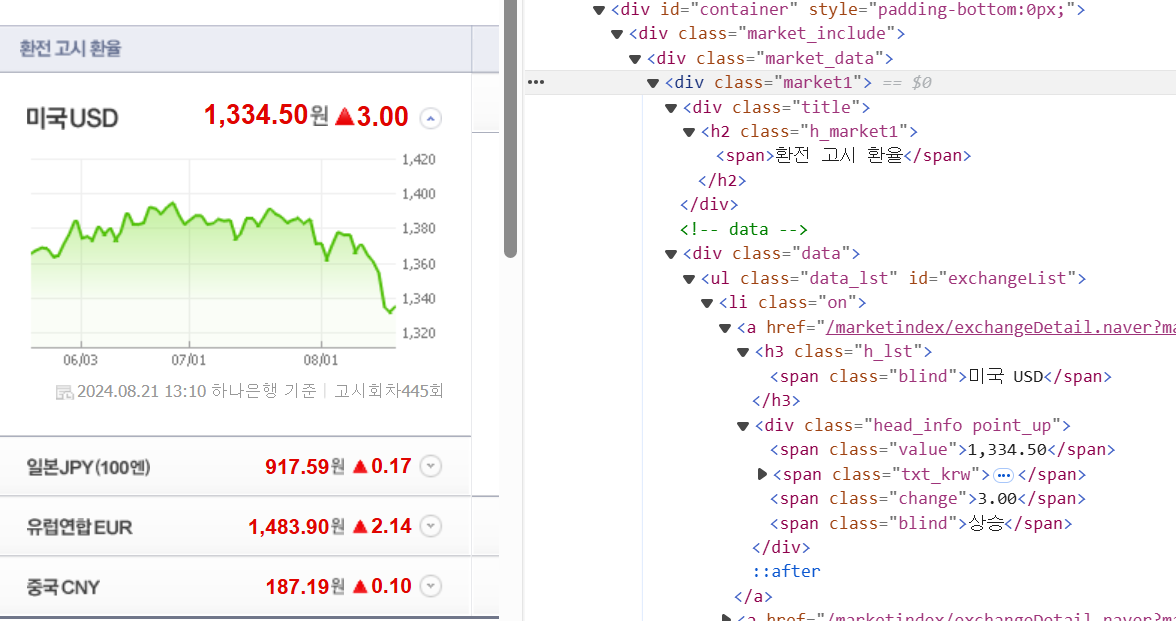 환전 고시 환율
미국USD 1,334.50원 ▲3.00
1,420
1,400
1,380
1,360
1,340
1,320
06/03 07/01 08/01
2024.08.21 13:10 하나은행 기준 | 고시회차445회
일본JPY(100엔) 917.59원 ▲0.17
유럽연합EUR 1,483.90원 ▲2.14
중국CNY 187.19원 ▲0.10
▼<div id="container" style="padding-bottom:0px;">
▼<div class="market_include">
▼<div class="market_data">
••• ▼<div class="market1"> == $0
▼<div class="title">
▼<h2 class="h_market1">
<span>환전 고시 환율</span>
</h2>
</div>
<!-- data -->
▼<div class="data">
▼<ul class="data_lst" id="exchangeList">
▼<li class="on">
▼<a href="/marketindex/exchangeDetail.naver?ma
▼<h3 class="h_lst">
<span class="blind">미국 USD</span>
</h3>
▼<div class="head_info point_up">
<span class="value">1,334.50</span>
▶<span class="txt_krw">•••</span>
<span class="change">3.00</span>
<span class="blind">상승</span>
</div>
::after
</a>
▶<a href="/marketindex/exchangeDetail.naver?ma